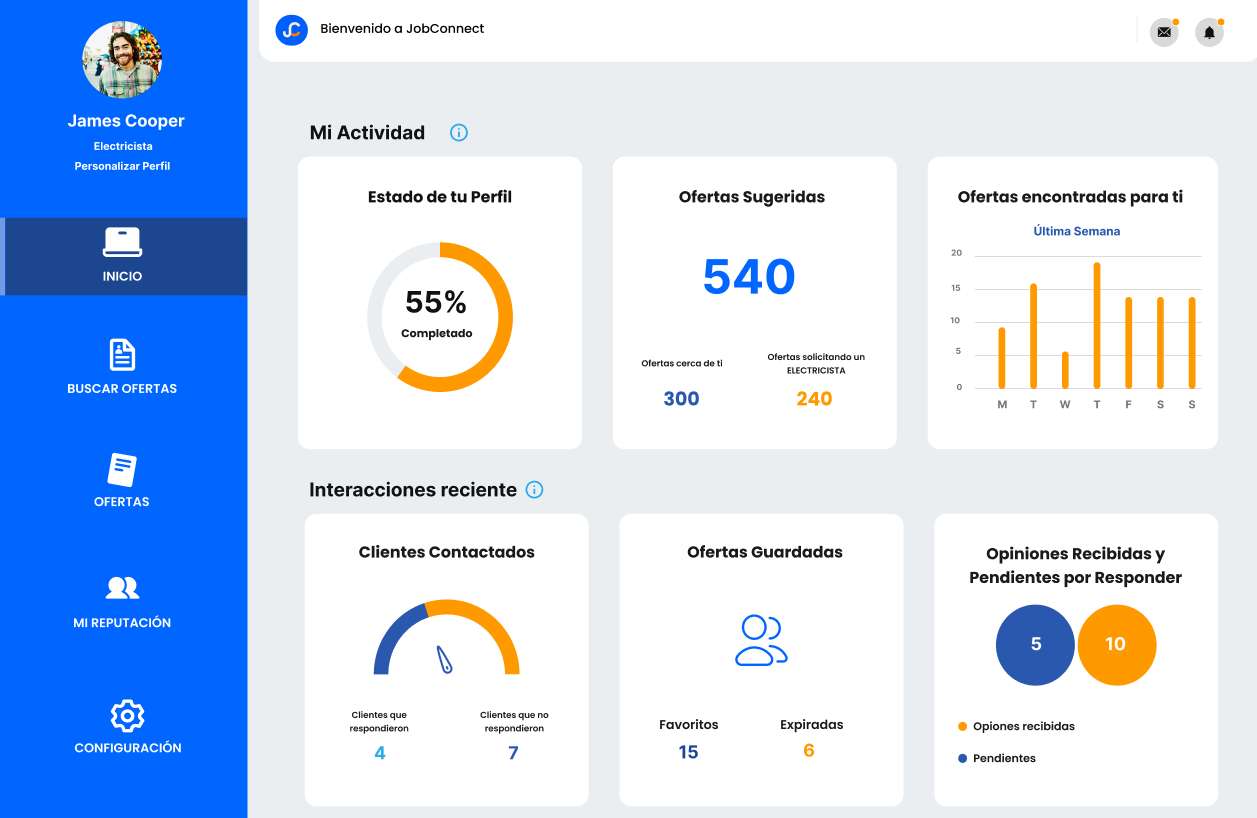 JC
Bienvenido a JobConnect
James Cooper
Electricista
Personalizar Perfil
INICIO
BUSCAR OFERTAS
OFERTAS
MI REPUTACIÓN
CONFIGURACIÓN
Mi Actividad
Estado de tu Perfil
55%
Completado
Ofertas Sugeridas
540
Ofertas cerca de ti
300
Ofertas solicitando un
ELECTRICISTA
240
Ofertas encontradas para ti
Última Semana
20
15
10
5
0
M T W T F S S
Interacciones reciente
Clientes Contactados
Clientes que
respondieron
4
Clientes que no
respondieron
7
Ofertas Guardadas
Favoritos
15
Expiradas
6
Opiniones Recibidas y
Pendientes por Responder
5
10
Opiones recibidas
Pendientes